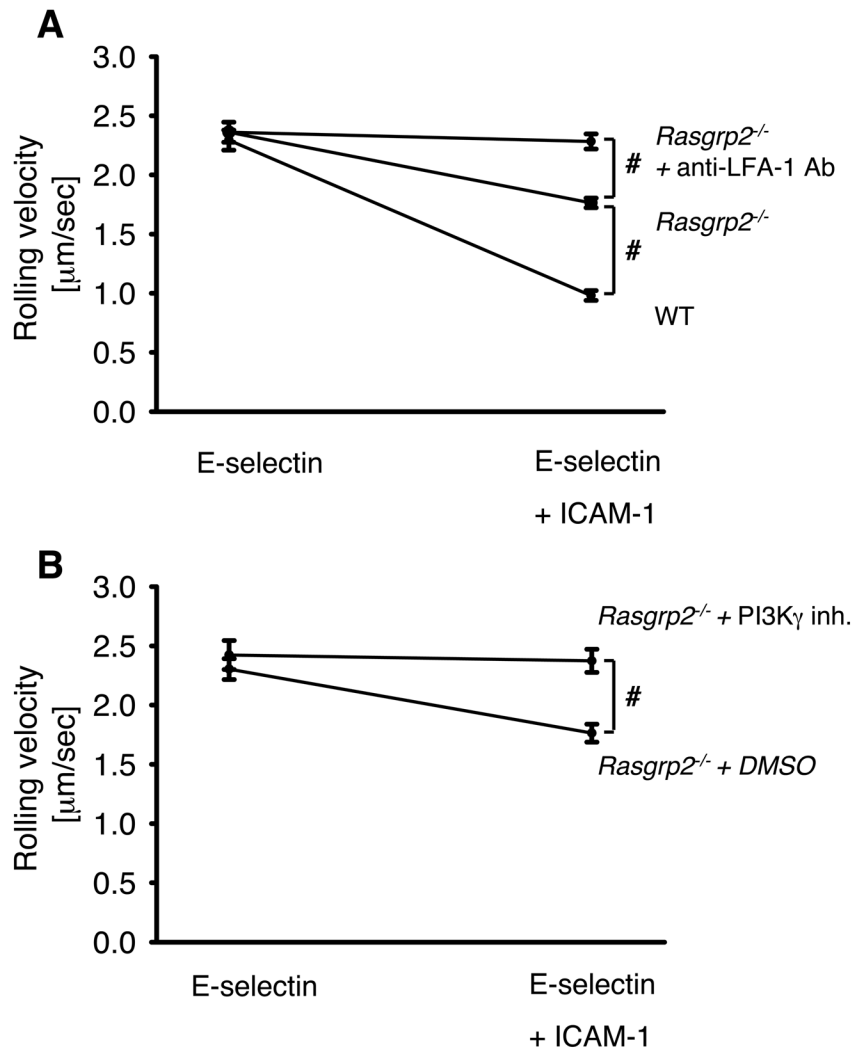 A
Rolling velocity
[μm/sec]
3.0
2.5
2.0
1.5
1.0
0.5
0.0
Rasgrp2-/-
+ anti-LFA-1 Ab
#
Rasgrp2-/-
#
WT
E-selectin
E-selectin
+ ICAM-1
B
Rolling velocity
[μm/sec]
3.0
2.5
2.0
1.5
1.0
0.5
0.0
Rasgrp2-/- + PI3Kγ inh.
#
Rasgrp2-/- + DMSO
E-selectin
E-selectin
+ ICAM-1